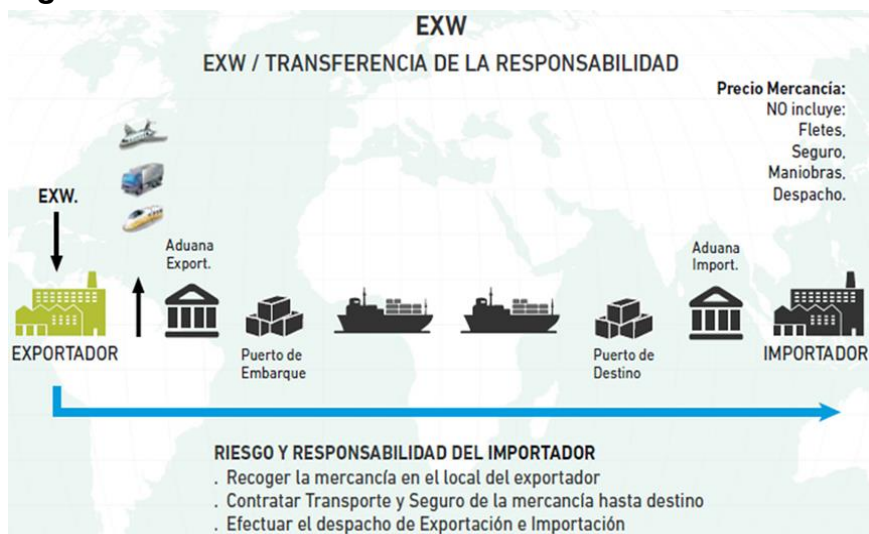 EXW
EXW / TRANSFERENCIA DE LA RESPONSABILIDAD
Precio Mercancía:
NO incluye:
Fletes,
Seguro,
Maniobras,
Despacho.
EXW.
Aduana
Export.
Aduana
Import.
EXPORTADOR
Puerto de
Embarque
Puerto de
Destino
IMPORTADOR
RIESGO Y RESPONSABILIDAD DEL IMPORTADOR
. Recoger la mercancía en el local del exportador
. Contratar Transporte y Seguro de la mercancía hasta destino
. Efectuar el despacho de Exportación e Importación